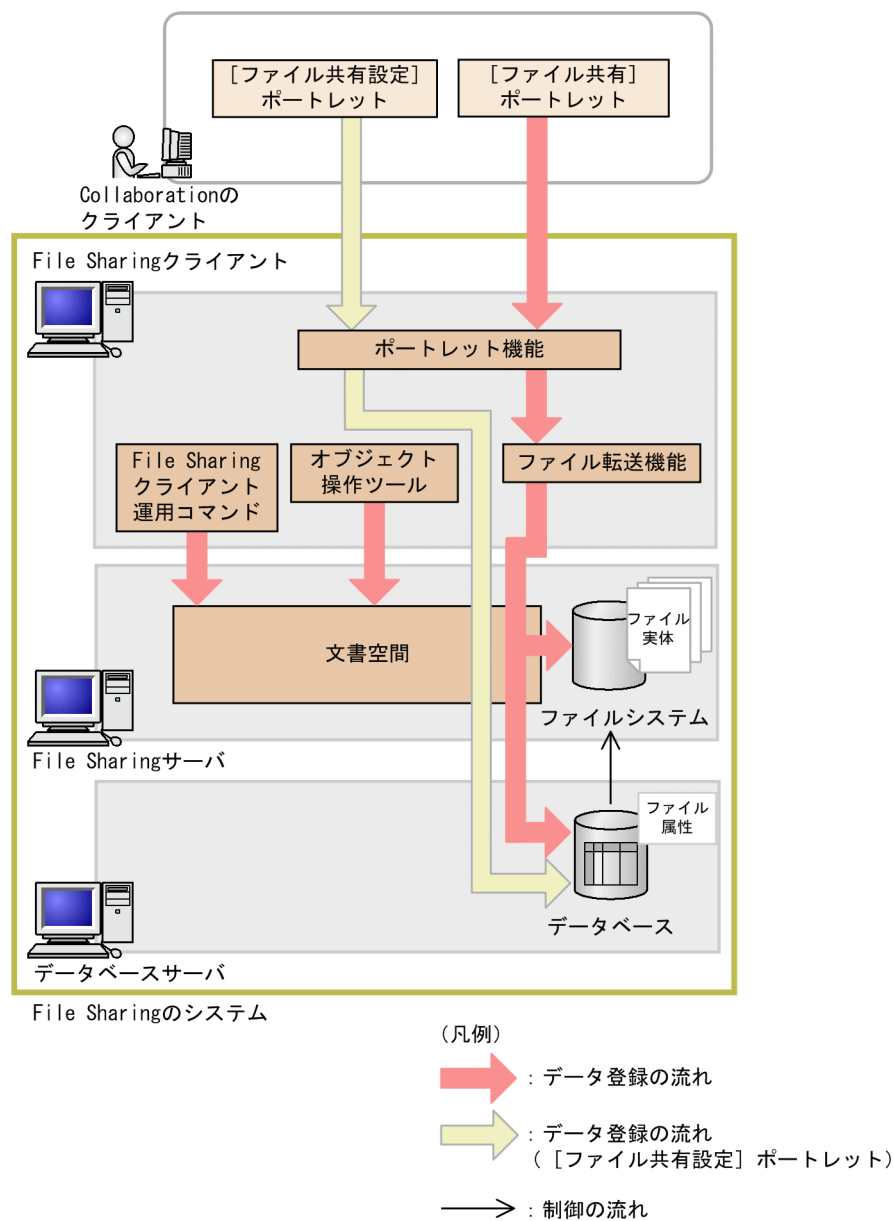 ［ファイル共有設定］
ポートレット
［ファイル共有］
ポートレット
Collaborationの
クライアント
File Sharingクライアント
ポートレット機能
File Sharing
クライアント
運用コマンド
オブジェクト
操作ツール
ファイル転送機能
文書空間
ファイル
実体
ファイルシステム
File Sharingサーバ
ファイル
属性
データベース
データベースサーバ
File Sharingのシステム
（凡例）
：データ登録の流れ
：データ登録の流れ
（［ファイル共有設定］ポートレット）
：制御の流れ